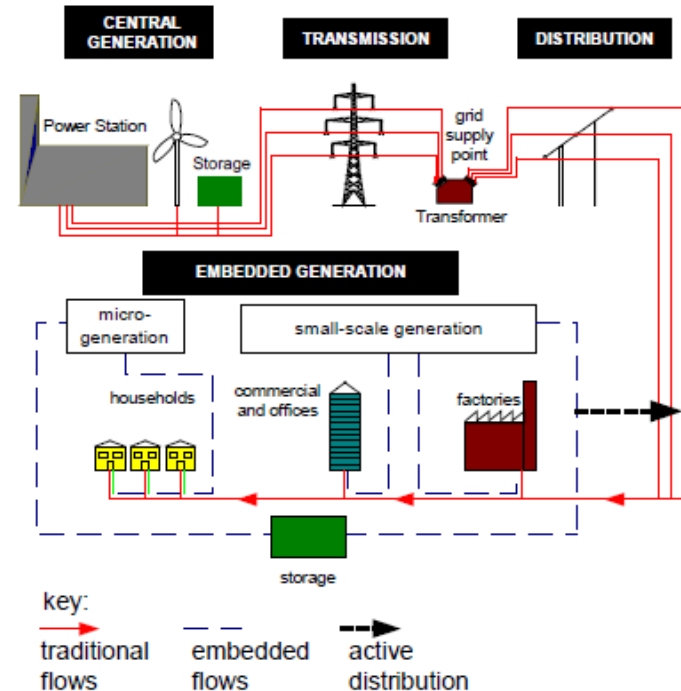 CENTRAL
GENERATION
TRANSMISSION
DISTRIBUTION
Power Station
Storage
grid
supply
point
Transformer
EMBEDDED GENERATION
micro-
generation
small-scale generation
households
commercial
and offices
factories
storage
key:
traditional
flows
embedded
flows
active
distribution